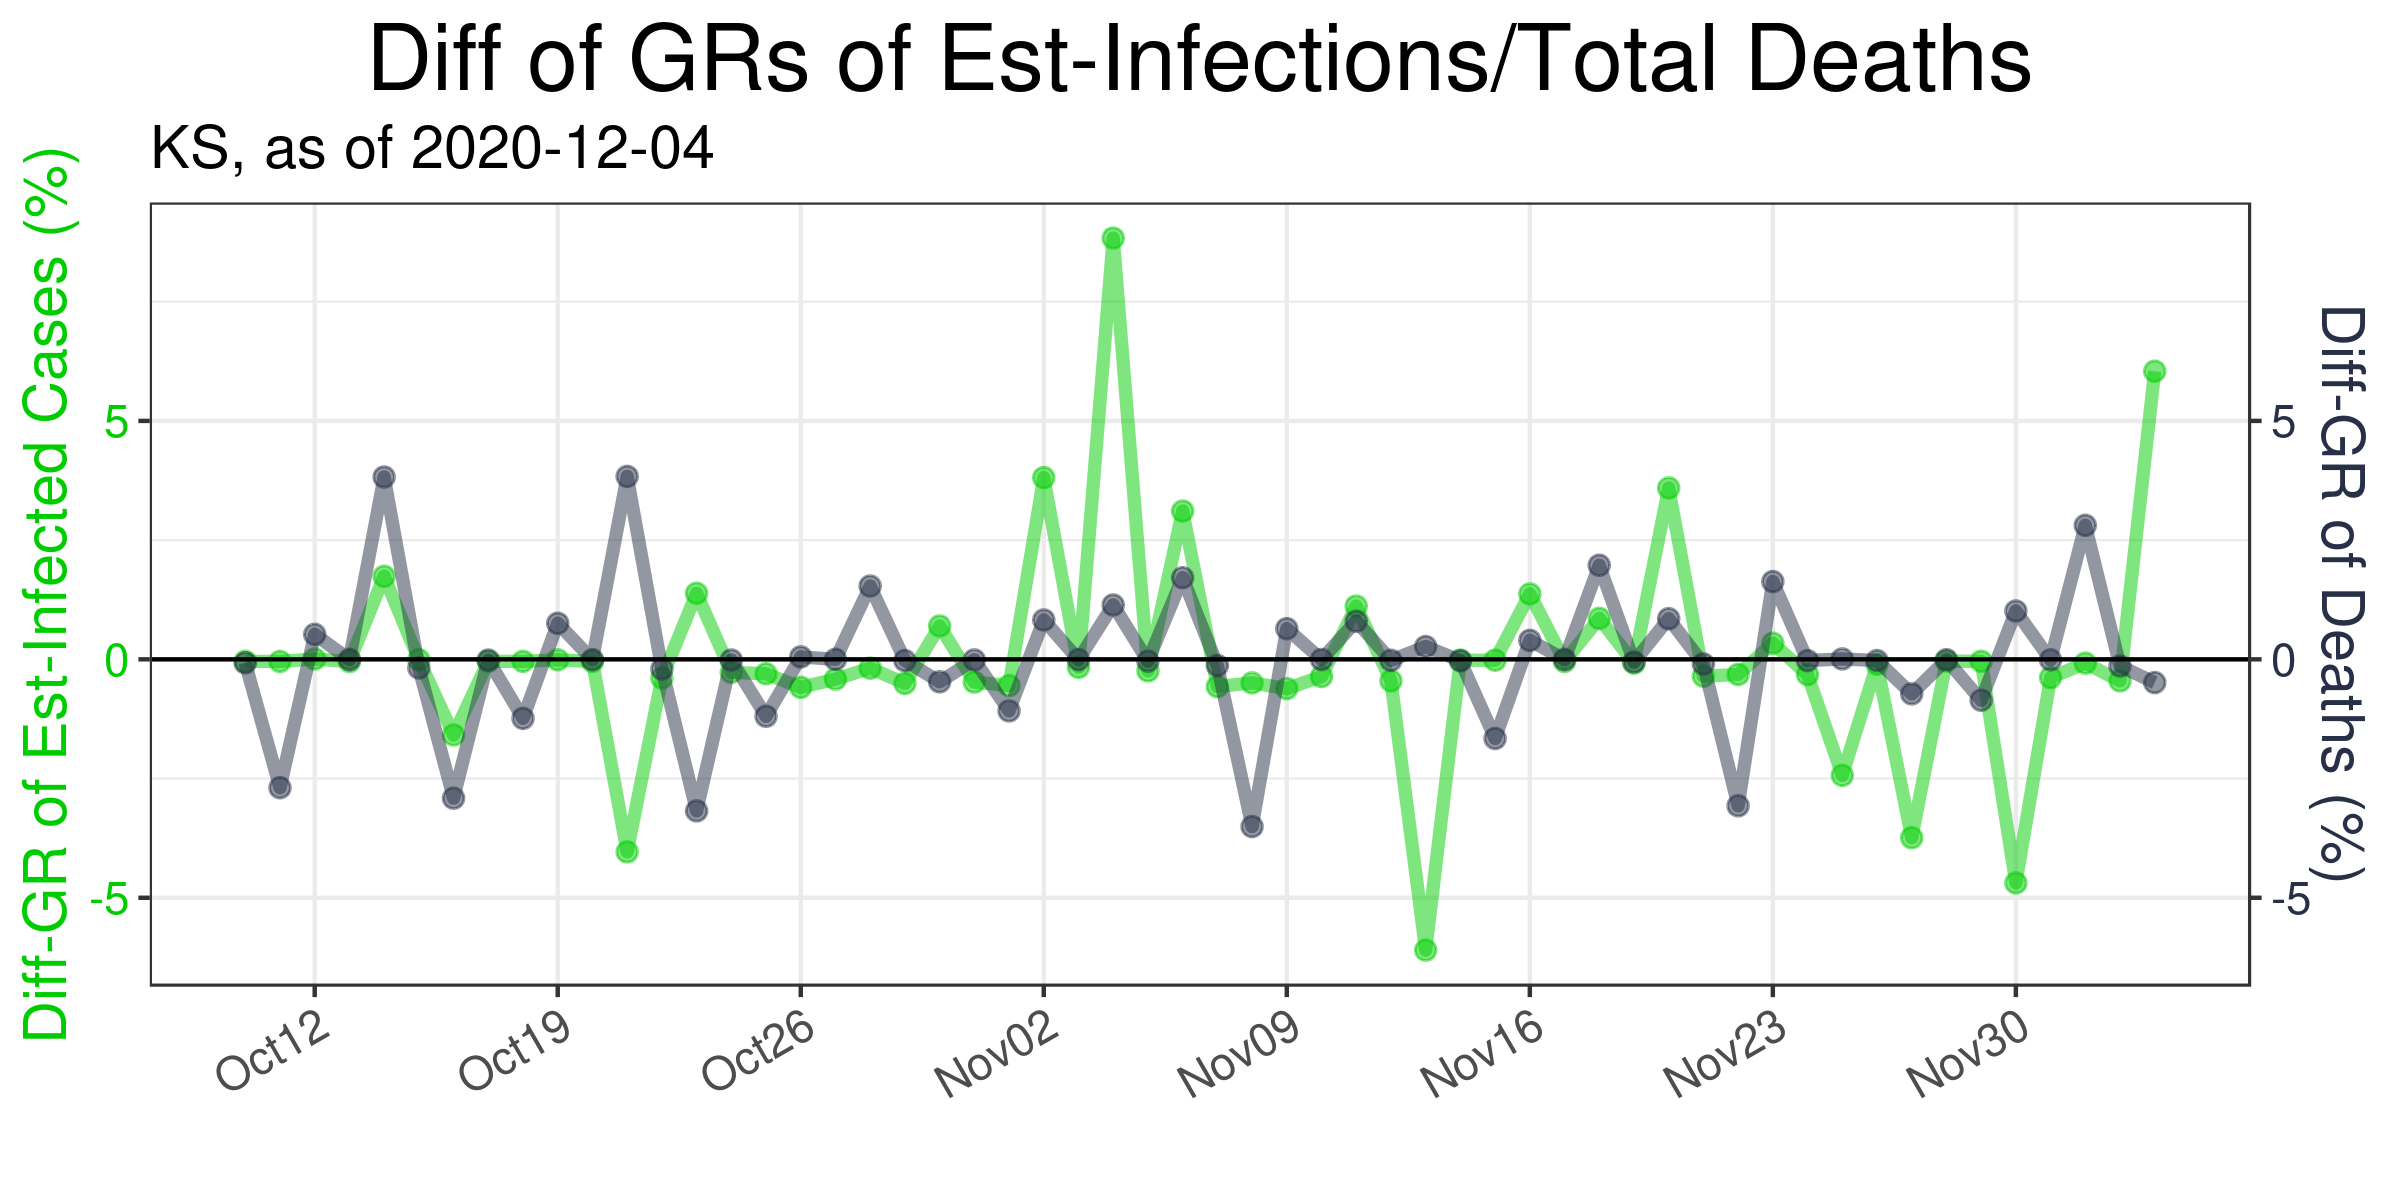 Diff of GRs of Est-Infections/Total Deaths
KS, as of 2020-12-04
Diff-GR of Est-Infected Cases (%)
5
0
-5
5
0
-5
Diff-GR of Deaths (%)
Oct12
Oct19
Oct26
Nov02
Nov09
Nov16
Nov23
Nov30